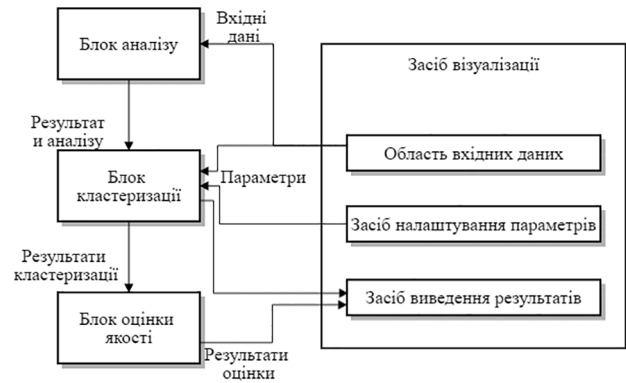 Вхідні
дані
Блок аналізу
Засіб візуалізації
Результат
и аналізу
Область вхідних даних
Блок
кластеризації
Параметри
Засіб налаштування параметрів
Результати
кластеризації
Засіб виведення результатів
Блок оцінки
якості
Результати
оцінки